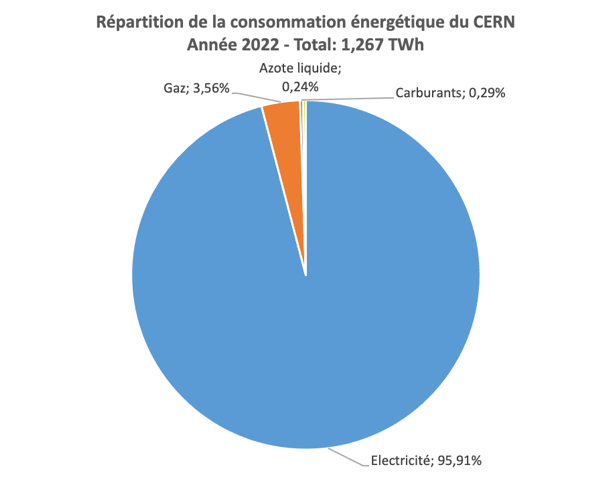 Répartition de la consommation énergétique du CERN
Année 2022 - Total: 1,267 TWh
Azote liquide;
0,24%
Gaz; 3,56%
Carburants; 0,29%
Electricité; 95,91%